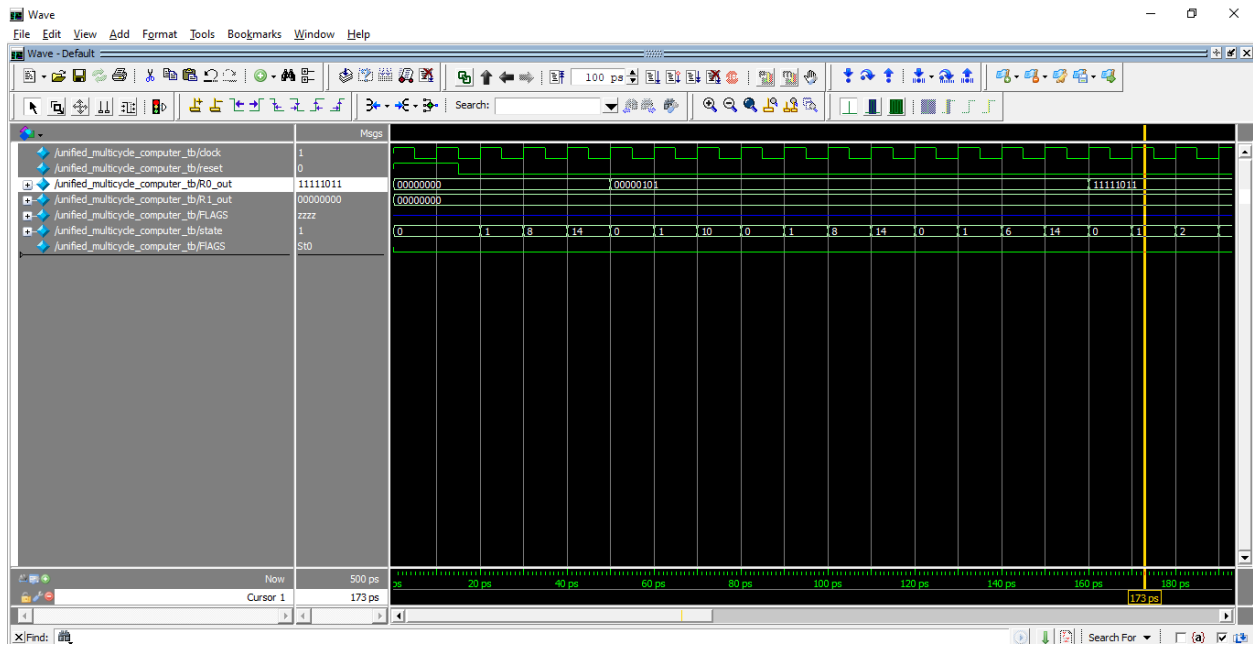 Wave
File Edit View Add Format Tools Bookmarks Window Help
Wave - Default
100 ps
Search:
Msgs
/unified_multicycle_computer_tb/clock 1
/unified_multicycle_computer_tb/reset 0
/unified_multicycle_computer_tb/R0_out 11111011 00000000 00000101 11111011
/unified_multicycle_computer_tb/R1_out 00000000 00000000
/unified_multicycle_computer_tb/FLAGS zzzz
/unified_multicycle_computer_tb/state 1 0 1 8 14 0 1 10 0 1 8 14 0 1 6 14 0 1 2
/unified_multicycle_computer_tb/FlAGS St0
Now 500 ps ps 20 ps 40 ps 60 ps 80 ps 100 ps 120 ps 140 ps 160 ps 180 ps
Cursor 1 173 ps 173 ps
Find: Search For {a}